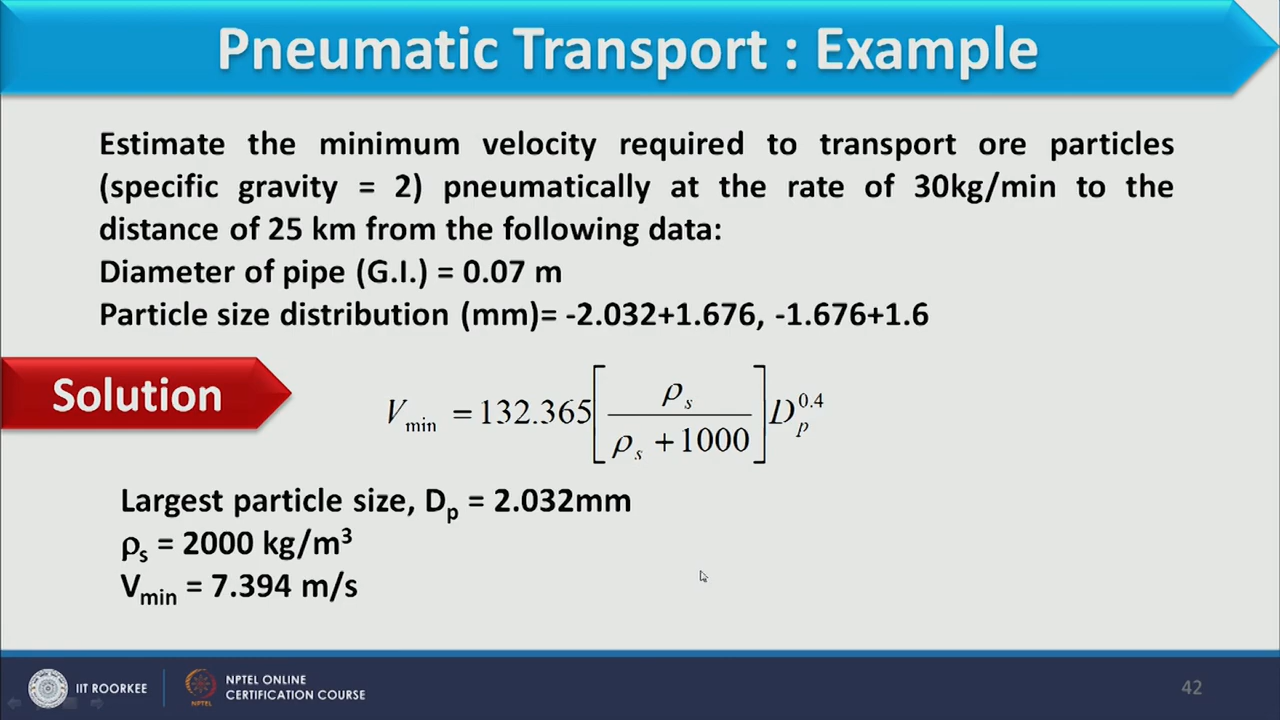 Pneumatic Transport : Example
Estimate the minimum velocity required to transport ore particles
(specific gravity = 2) pneumatically at the rate of 30kg/min to the
distance of 25 km from the following data:
Diameter of pipe (G.I.) = 0.07 m
Particle size distribution (mm)= -2.032+1.676, -1.676+1.6
Solution
V_min = 132.365[ρ_s / (ρ_s + 1000)] D_p^0.4
Largest particle size, D_p = 2.032mm
ρ_s = 2000 kg/m³
V_min = 7.394 m/s
IIT ROORKEE
NPTEL
NPTEL ONLINE
CERTIFICATION COURSE
42